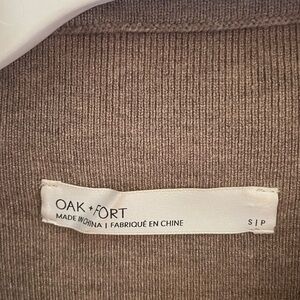 OAK + FORT
MADE IN CHINA | FABRIQUÉ EN CHINE
S | P